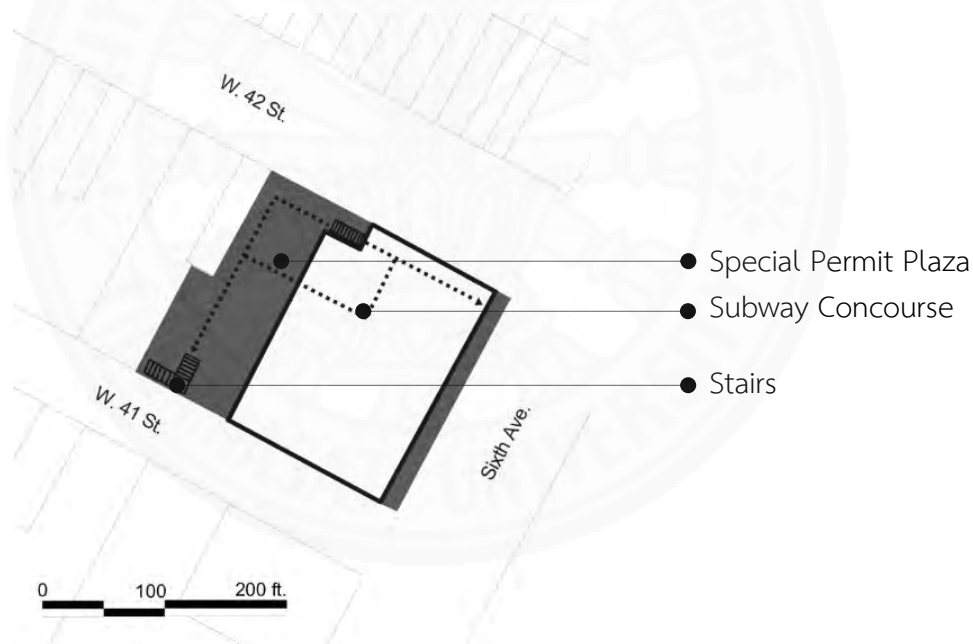 W. 42 St.
Special Permit Plaza
Subway Concourse
Stairs
W. 41 St.
Sixth Ave.
0 100 200 ft.